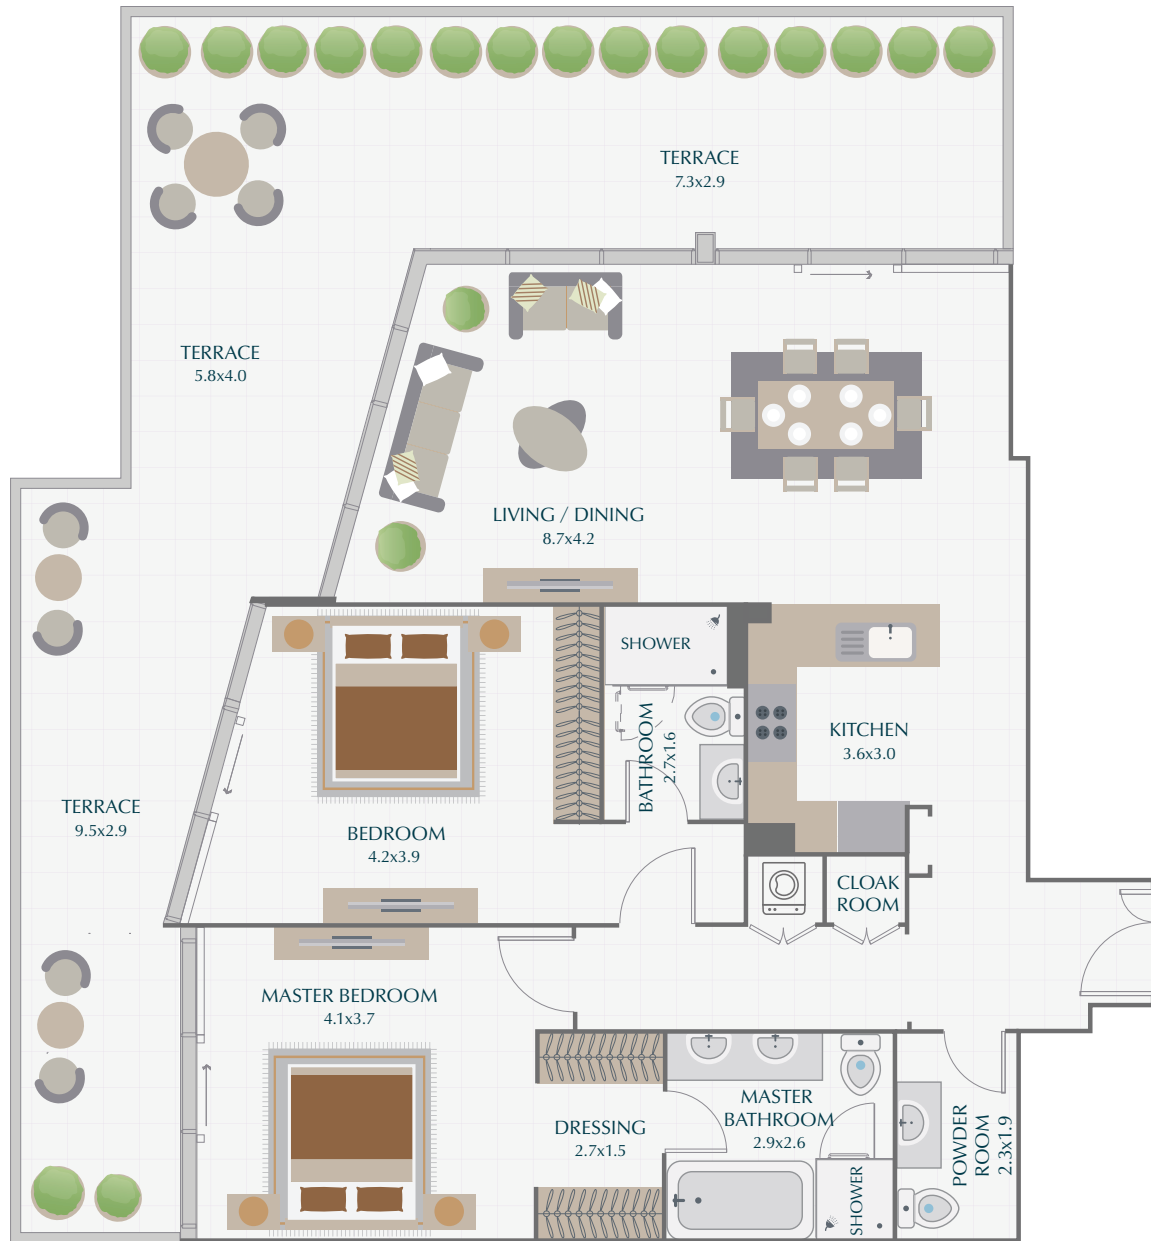 TERRACE
7.3x2.9
TERRACE
5.8x4.0
LIVING / DINING
8.7x4.2
SHOWER
BATHROOM
2.7x1.6
KITCHEN
3.6x3.0
TERRACE
9.5x2.9
BEDROOM
4.2x3.9
CLOAK
ROOM
MASTER BEDROOM
4.1x3.7
DRESSING
2.7x1.5
MASTER
BATHROOM
2.9x2.6
SHOWER
POWDER
ROOM
2.3x1.9